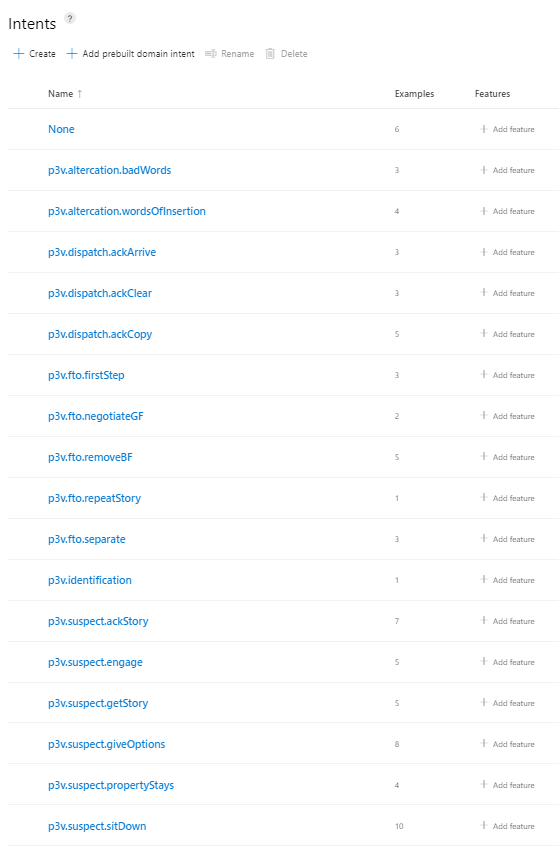 Intents ?
Create Add prebuilt domain intent Rename Delete
Name ↑ Examples Features
None 6 Add feature
p3v.altercation.badWords 3 Add feature
p3v.altercation.wordsOfInsertion 4 Add feature
p3v.dispatch.ackArrive 3 Add feature
p3v.dispatch.ackClear 3 Add feature
p3v.dispatch.ackCopy 5 Add feature
p3v.fto.firstStep 3 Add feature
p3v.fto.negotiateGF 2 Add feature
p3v.fto.removeBF 5 Add feature
p3v.fto.repeatStory 1 Add feature
p3v.fto.separate 3 Add feature
p3v.identification 1 Add feature
p3v.suspect.ackStory 7 Add feature
p3v.suspect.engage 5 Add feature
p3v.suspect.getStory 5 Add feature
p3v.suspect.giveOptions 8 Add feature
p3v.suspect.propertyStays 4 Add feature
p3v.suspect.sitDown 10 Add feature